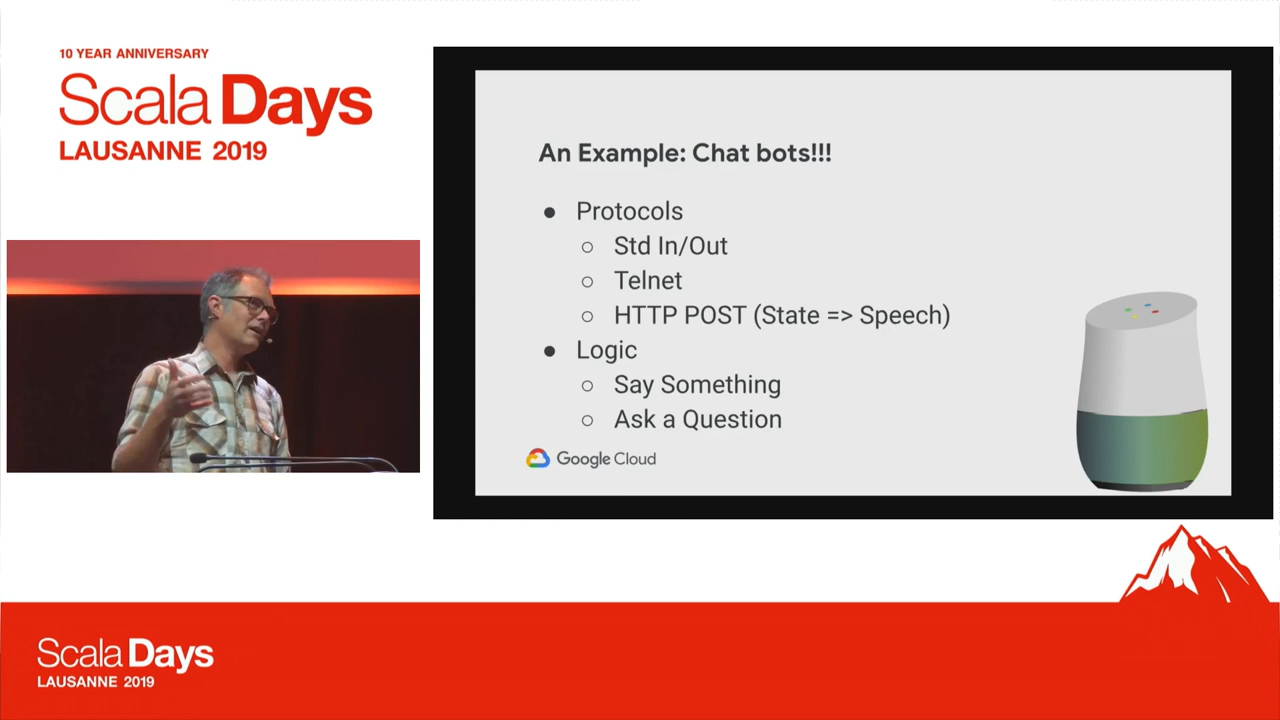 10 YEAR ANNIVERSARY
Scala Days
LAUSANNE 2019
An Example: Chat bots!!!
● Protocols
○ Std In/Out
○ Telnet
○ HTTP POST (State => Speech)
● Logic
○ Say Something
○ Ask a Question
Google Cloud
Scala Days
LAUSANNE 2019